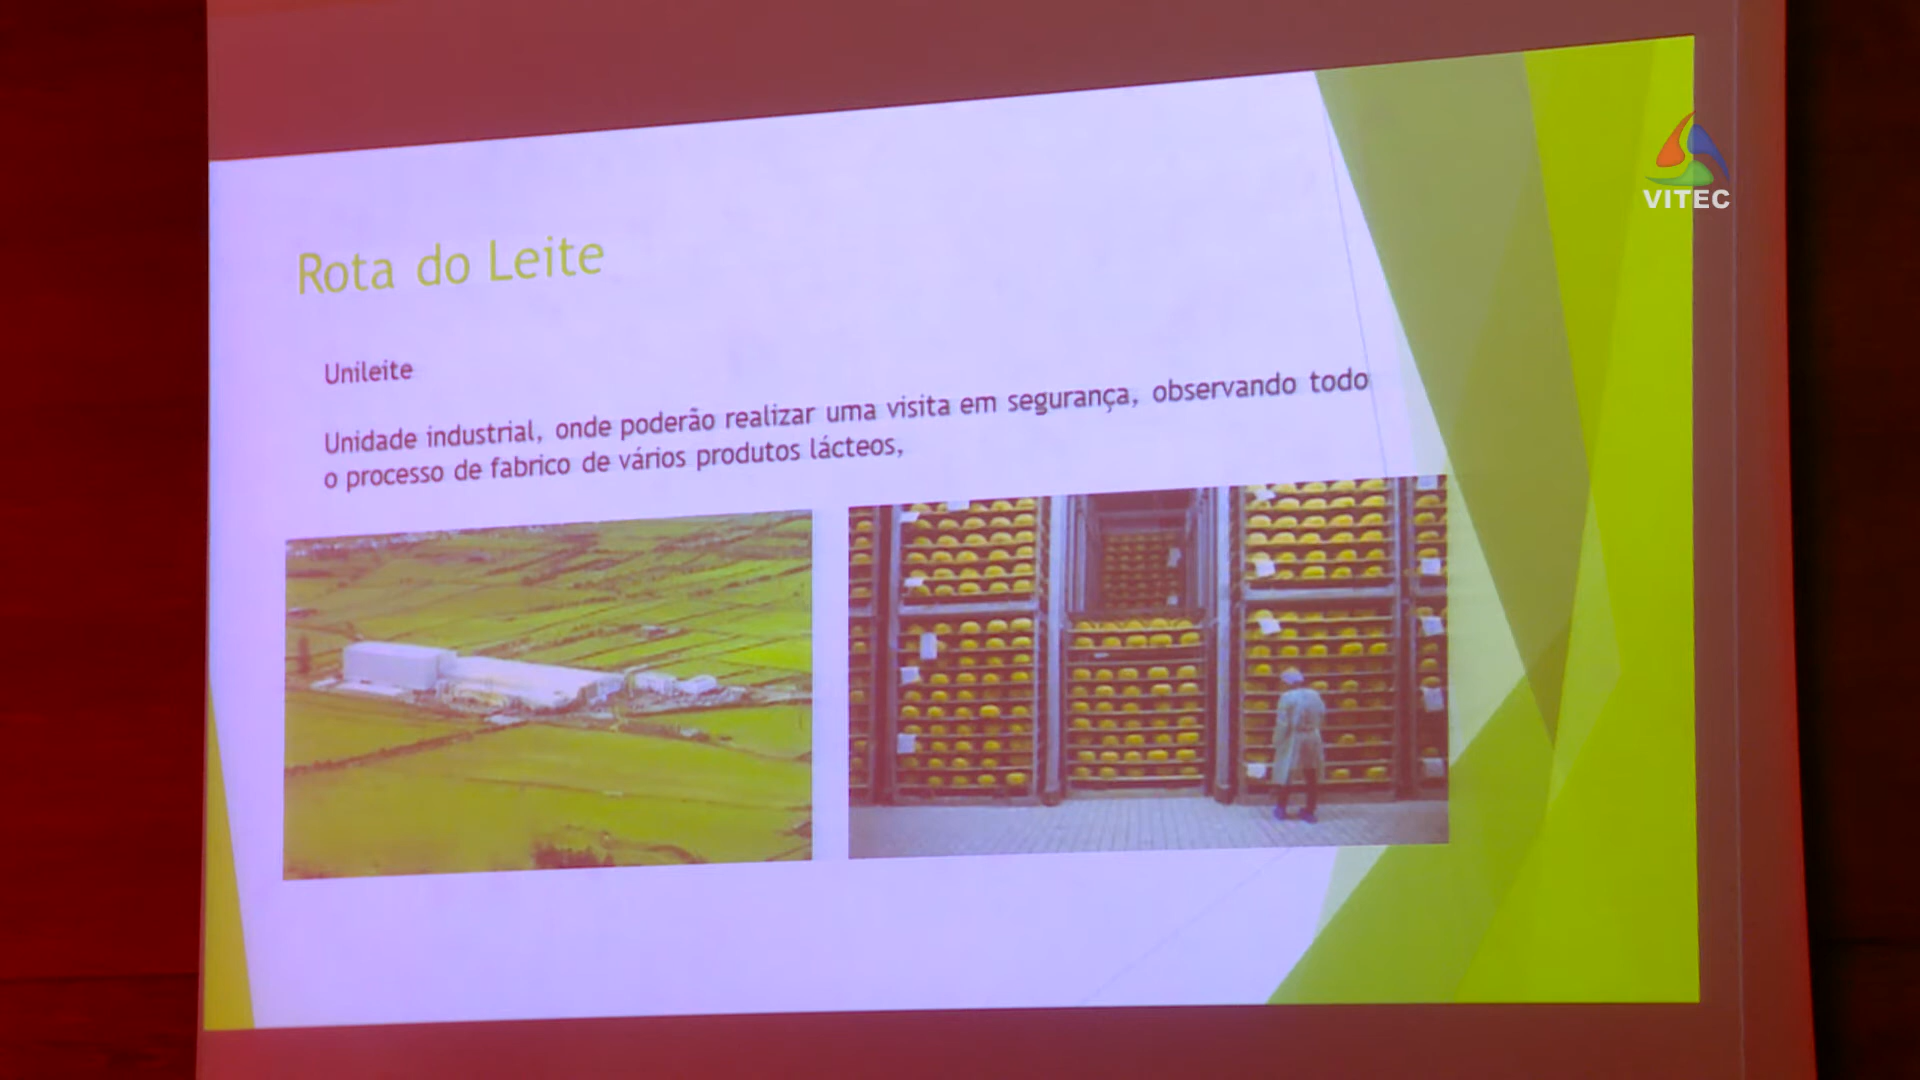 VITEC
Rota do Leite
Unileite
Unidade industrial, onde poderão realizar uma visita em segurança, observando todo
o processo de fabrico de vários produtos lácteos,